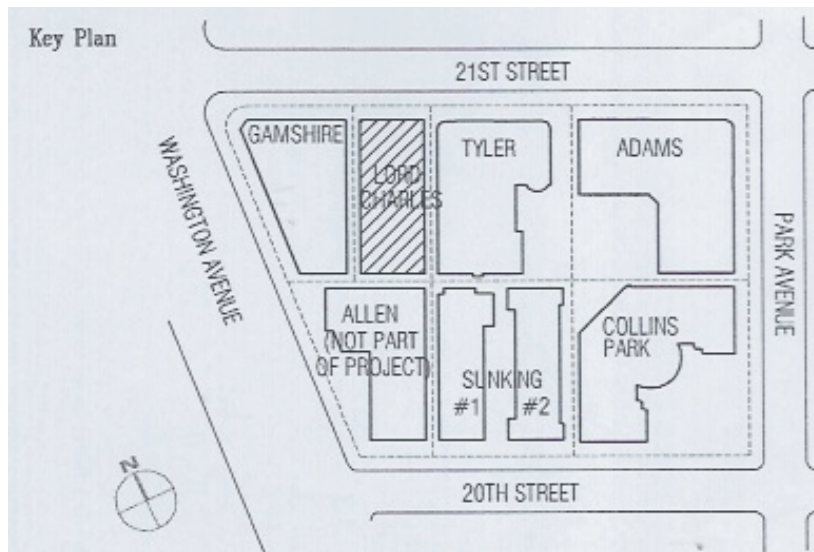 Key Plan
21ST STREET
GAMSHIRE
LORD
CHARLES
TYLER
ADAMS
WASHINGTON AVENUE
PARK AVENUE
ALLEN
(NOT PART
OF PROJECT)
SUNKING
#1 #2
COLLINS
PARK
N
20TH STREET